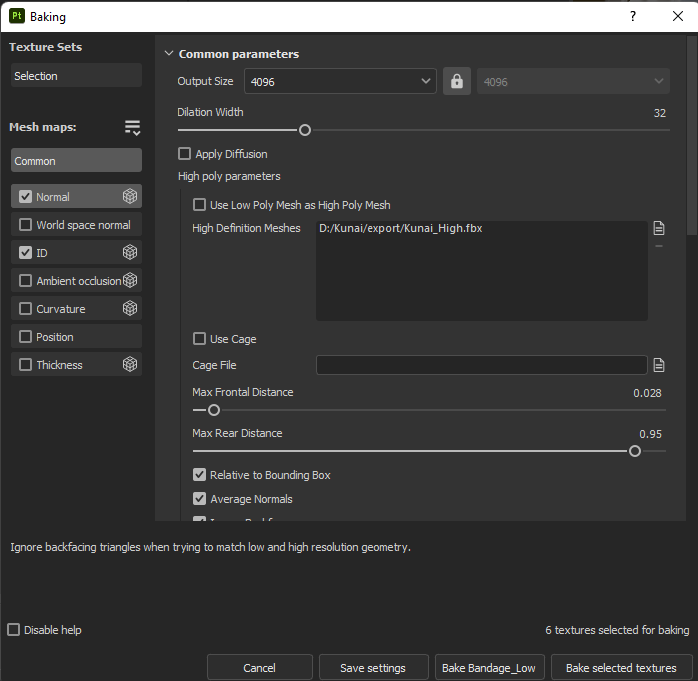 Pt Baking
?
Texture Sets
Selection
Mesh maps:
Common
Normal
World space normal
ID
Ambient occlusion
Curvature
Position
Thickness
Common parameters
Output Size 4096 4096
Dilation Width 32
Apply Diffusion
High poly parameters
Use Low Poly Mesh as High Poly Mesh
High Definition Meshes D:/Kunai/export/Kunai_High.fbx
Use Cage
Cage File
Max Frontal Distance 0.028
Max Rear Distance 0.95
Relative to Bounding Box
Average Normals
Ignore backfacing triangles when trying to match low and high resolution geometry.
Disable help
6 textures selected for baking
Cancel
Save settings
Bake Bandage_Low
Bake selected textures